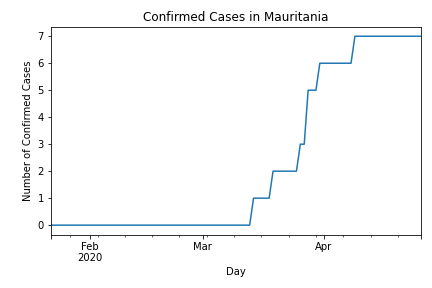 Confirmed Cases in Mauritania
Number of Confirmed Cases
7
6
5
4
3
2
1
0
Feb
2020
Mar
Apr
Day